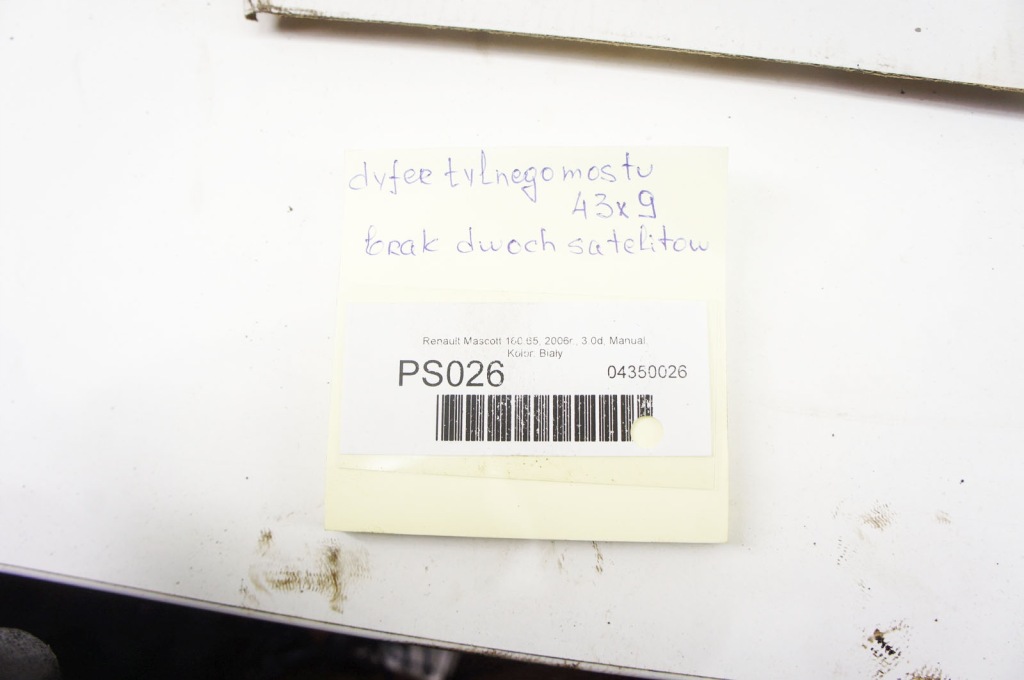 dyfer tylnego mostu
43x9
brak dwoch satelitow
Renault Mascott 160.65, 2006r., 3.0d, Manual,
Kolor: Biały
PS026
04350026